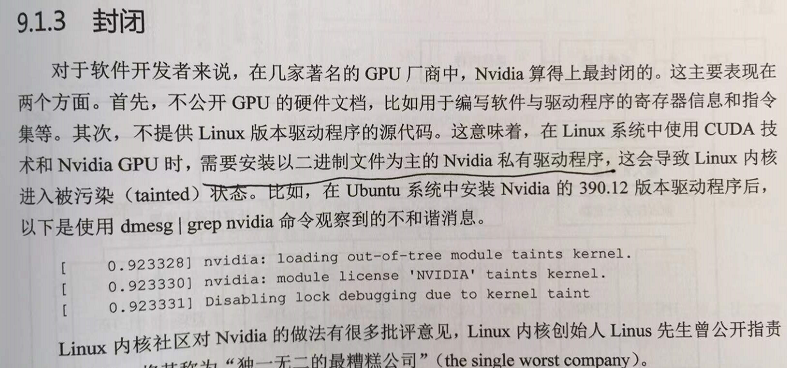 9.1.3 封闭
对于软件开发者来说，在几家著名的 GPU 厂商中，Nvidia 算得上最封闭的。这主要表现在
两个方面。首先，不公开 GPU 的硬件文档，比如用于编写软件与驱动程序的寄存器信息和指令
集等。其次，不提供 Linux 版本驱动程序的源代码。这意味着，在 Linux 系统中使用 CUDA 技
术和 Nvidia GPU 时，需要安装以二进制文件为主的 Nvidia 私有驱动程序，这会导致 Linux 内核
进入被污染（tainted）状态。比如，在 Ubuntu 系统中安装 Nvidia 的 390.12 版本驱动程序后，
以下是使用 dmesg | grep nvidia 命令观察到的不和谐消息。
[ 0.923328] nvidia: loading out-of-tree module taints kernel.
[ 0.923330] nvidia: module license 'NVIDIA' taints kernel.
[ 0.923331] Disabling lock debugging due to kernel taint
Linux 内核社区对 Nvidia 的做法有很多批评意见，Linux 内核创始人 Linus 先生曾公开指责
将其称为“独一无二的最糟糕公司”（the single worst company）。